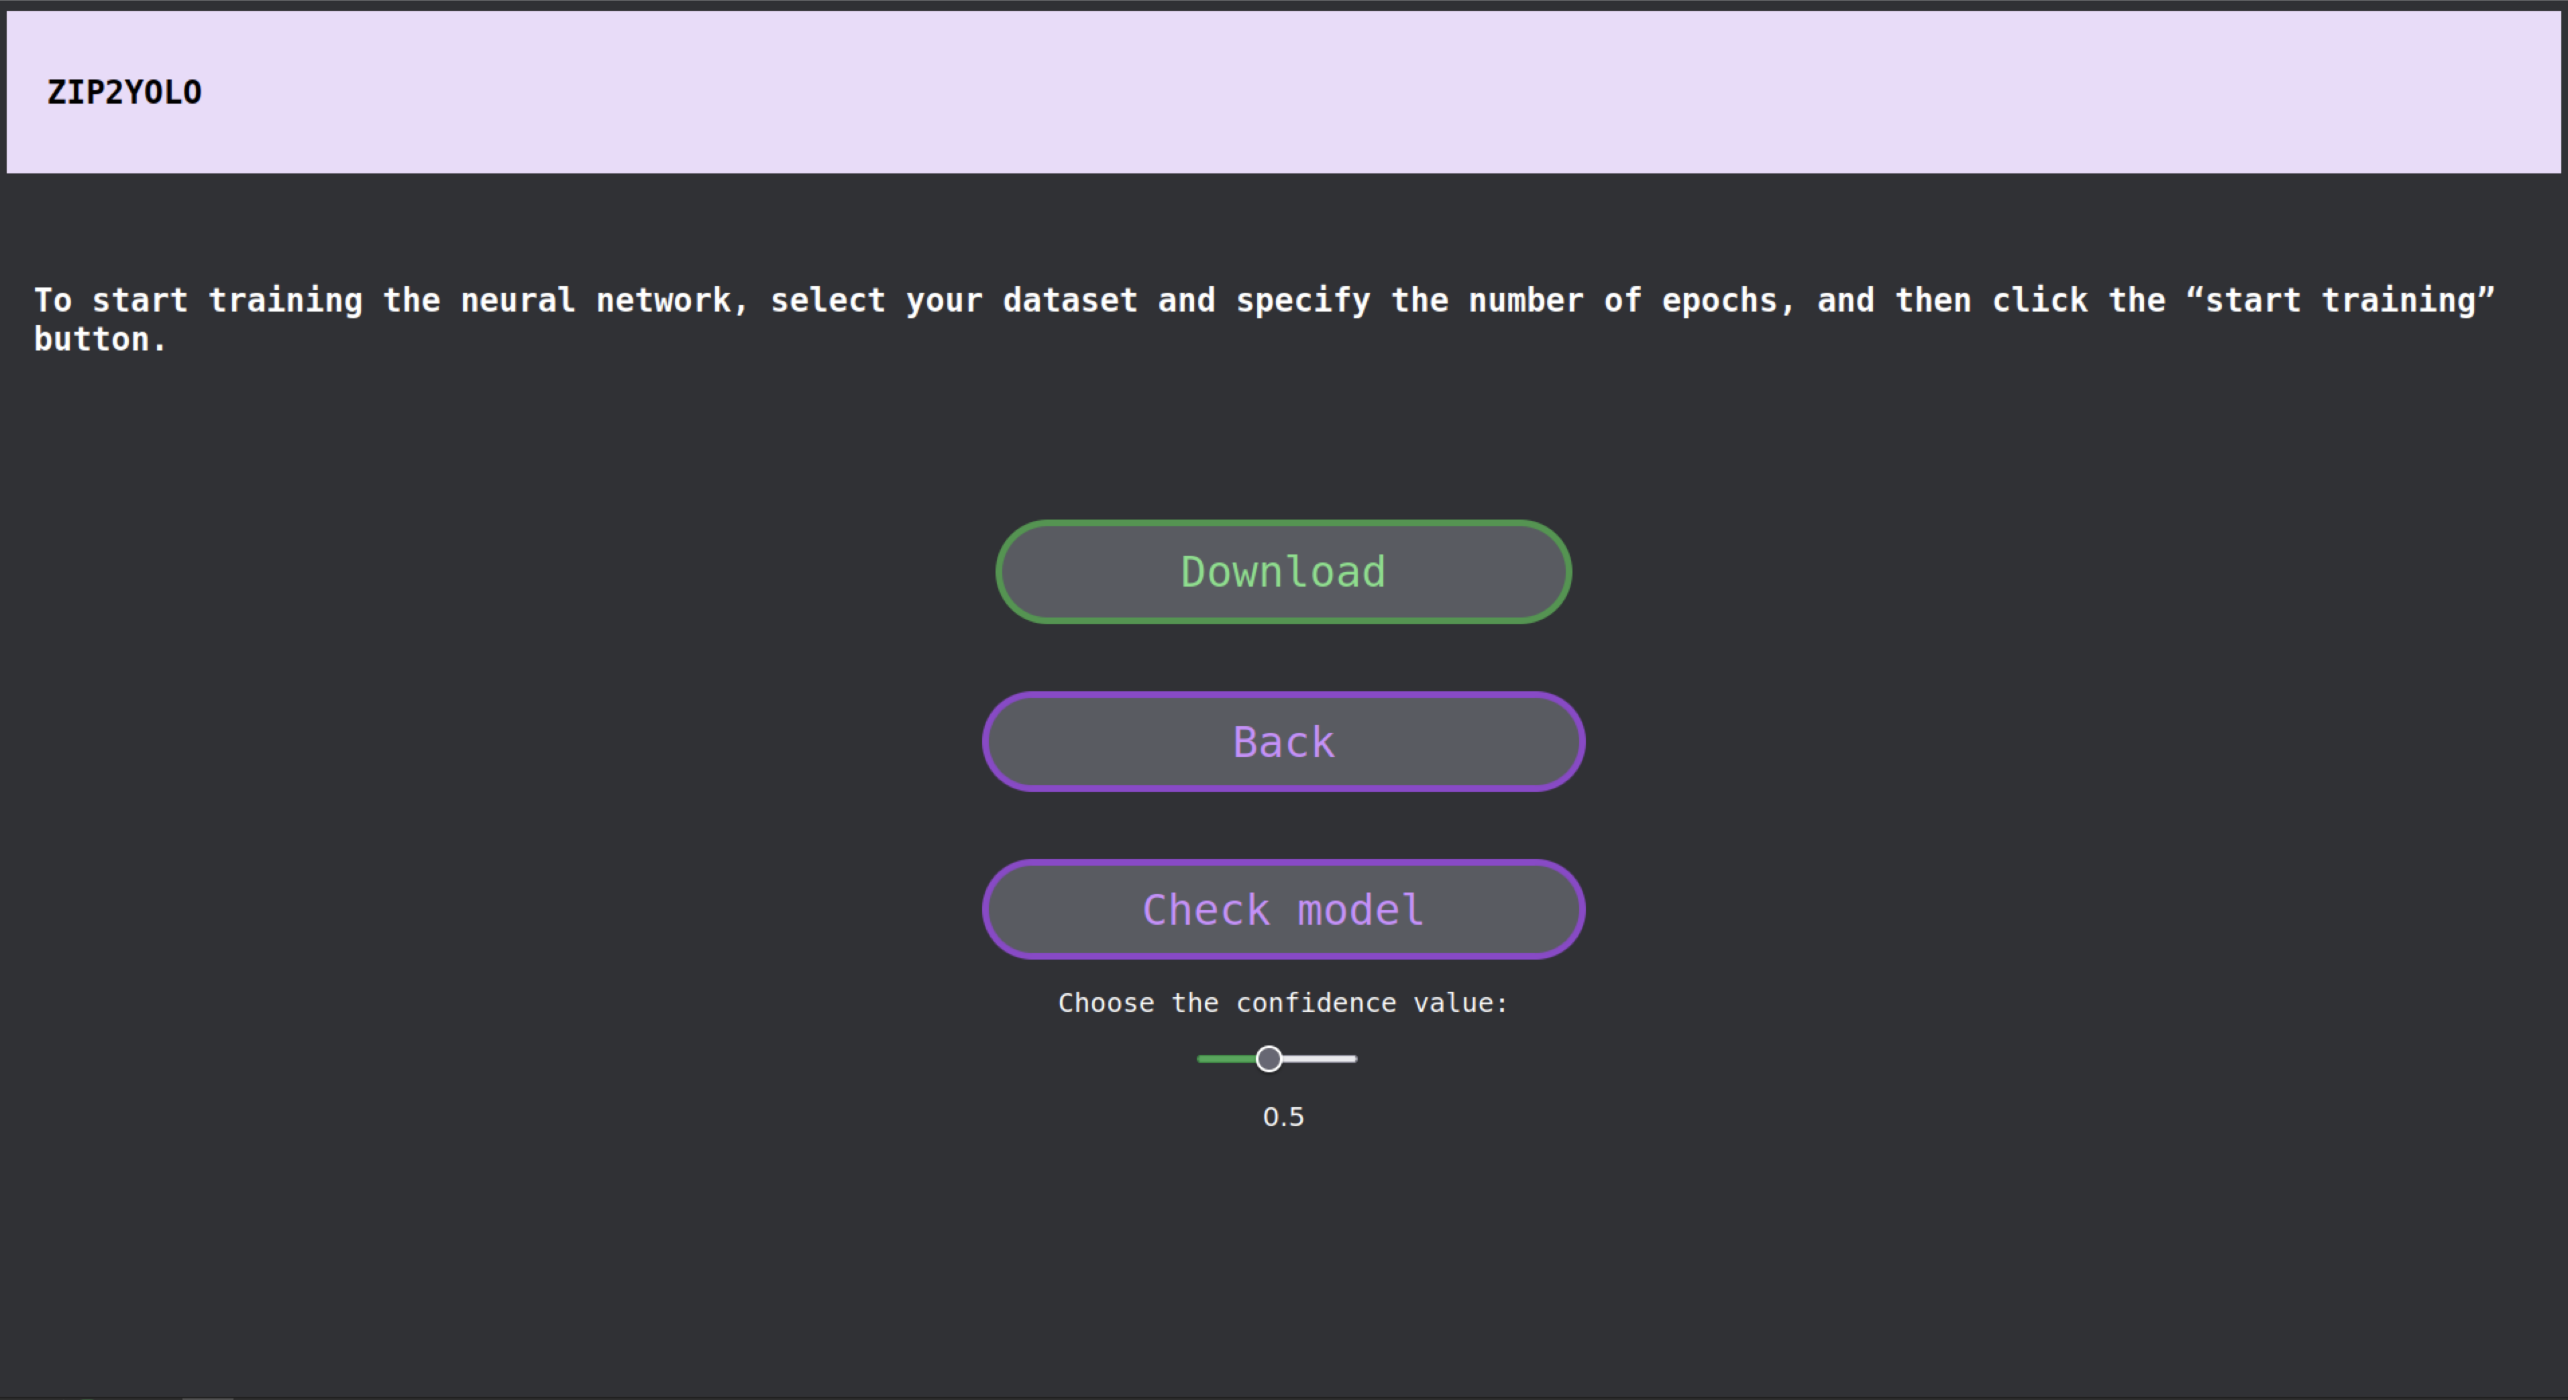 ZIP2YOLO
To start training the neural network, select your dataset and specify the number of epochs, and then click the “start training”
button.
Download
Back
Check model
Choose the confidence value:
0.5